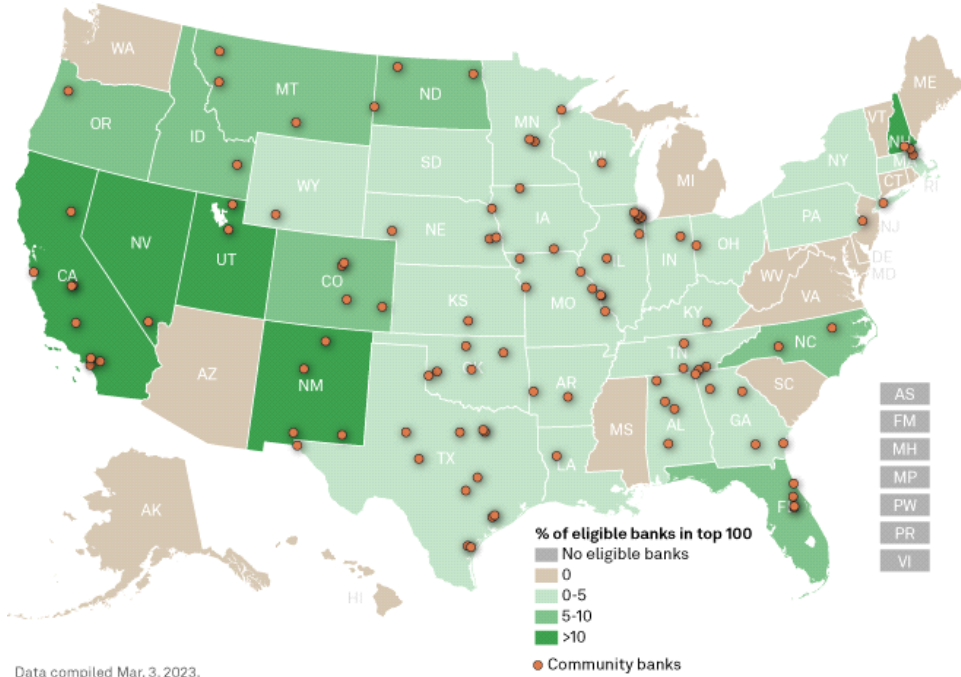 WA
ME
MT
ND
VT
OR
MN
ID
NH
WI
SD
NY
MA
WY
MI
CT
RI
IA
PA
NE
NJ
NV
OH
IL
IN
UT
DE
CA
CO
MD
WV
KS
MO
VA
KY
NC
TN
OK
AZ
NM
AR
SC
AS
MS
AL
GA
FM
TX
LA
MH
MP
AK
FL
PW
% of eligible banks in top 100
PR
No eligible banks
VI
0
HI
0-5
5-10
>10
Community banks
Data compiled Mar. 3, 2023.